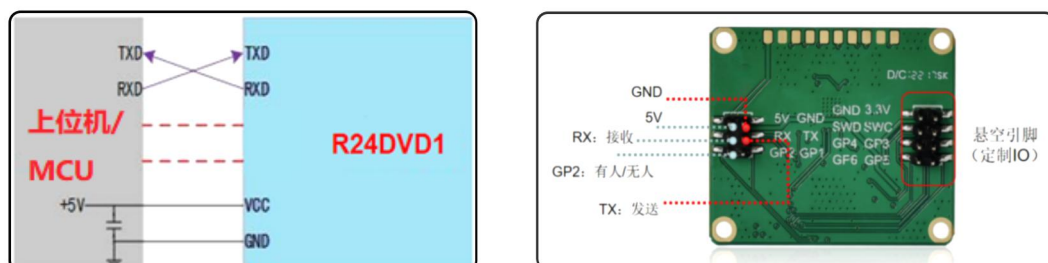 TXD
TXD
RXD
RXD
上位机/
MCU
R24DVD1
+5V
VCC
GND
GND
5V
RX：接收
GP2：有人/无人
TX：发送
5V GND
RX TX
GP2 GP1
GND 3.3V
SWD SWC
GP4 GP3
GP6 GP5
悬空引脚
（定制IO）